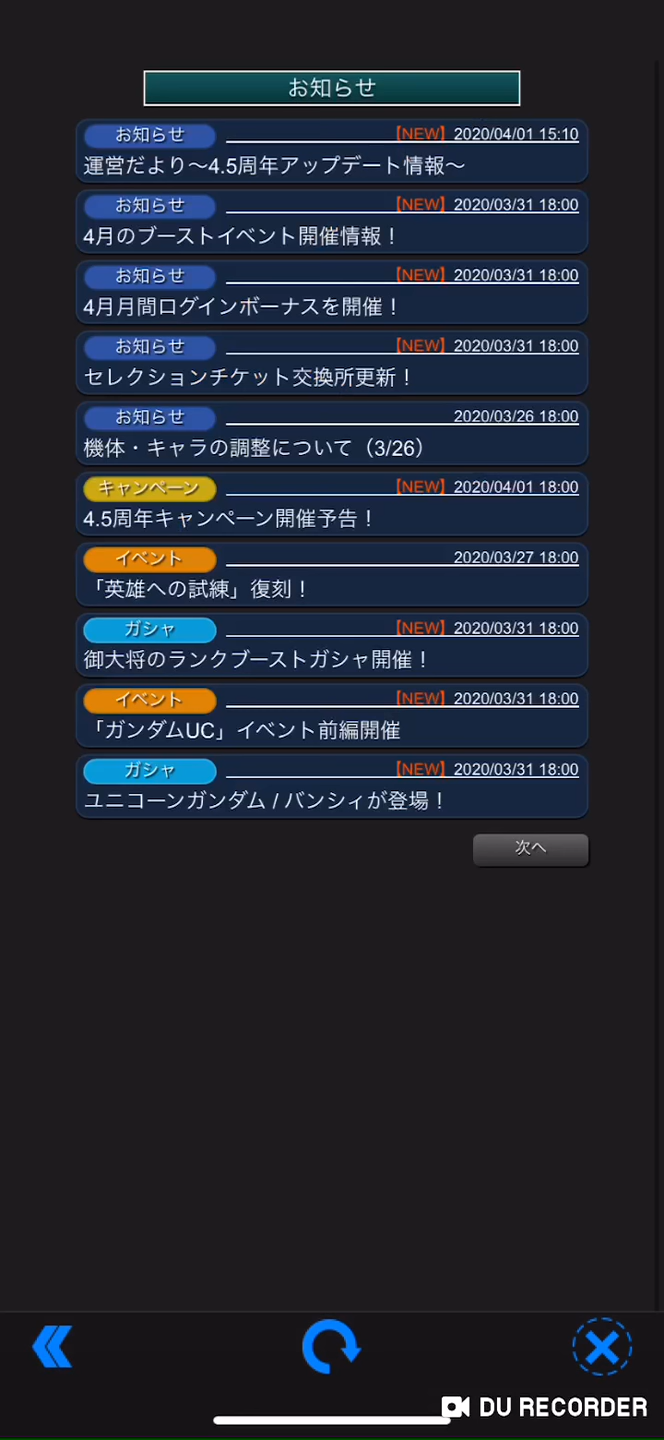 お知らせ
お知らせ 【NEW】 2020/04/01 15:10
運営だより〜4.5周年アップデート情報〜
お知らせ 【NEW】 2020/03/31 18:00
4月のブーストイベント開催情報！
お知らせ 【NEW】 2020/03/31 18:00
4月月間ログインボーナスを開催！
お知らせ 【NEW】 2020/03/31 18:00
セレクションチケット交換所更新！
お知らせ 2020/03/26 18:00
機体・キャラの調整について（3/26）
キャンペーン 【NEW】 2020/04/01 18:00
4.5周年キャンペーン開催予告！
イベント 2020/03/27 18:00
「英雄への試練」復刻！
ガシャ 【NEW】 2020/03/31 18:00
御大将のランクブーストガシャ開催！
イベント 【NEW】 2020/03/31 18:00
「ガンダムUC」イベント前編開催
ガシャ 【NEW】 2020/03/31 18:00
ユニコーンガンダム / バンシィが登場！
次へ
DU RECORDER